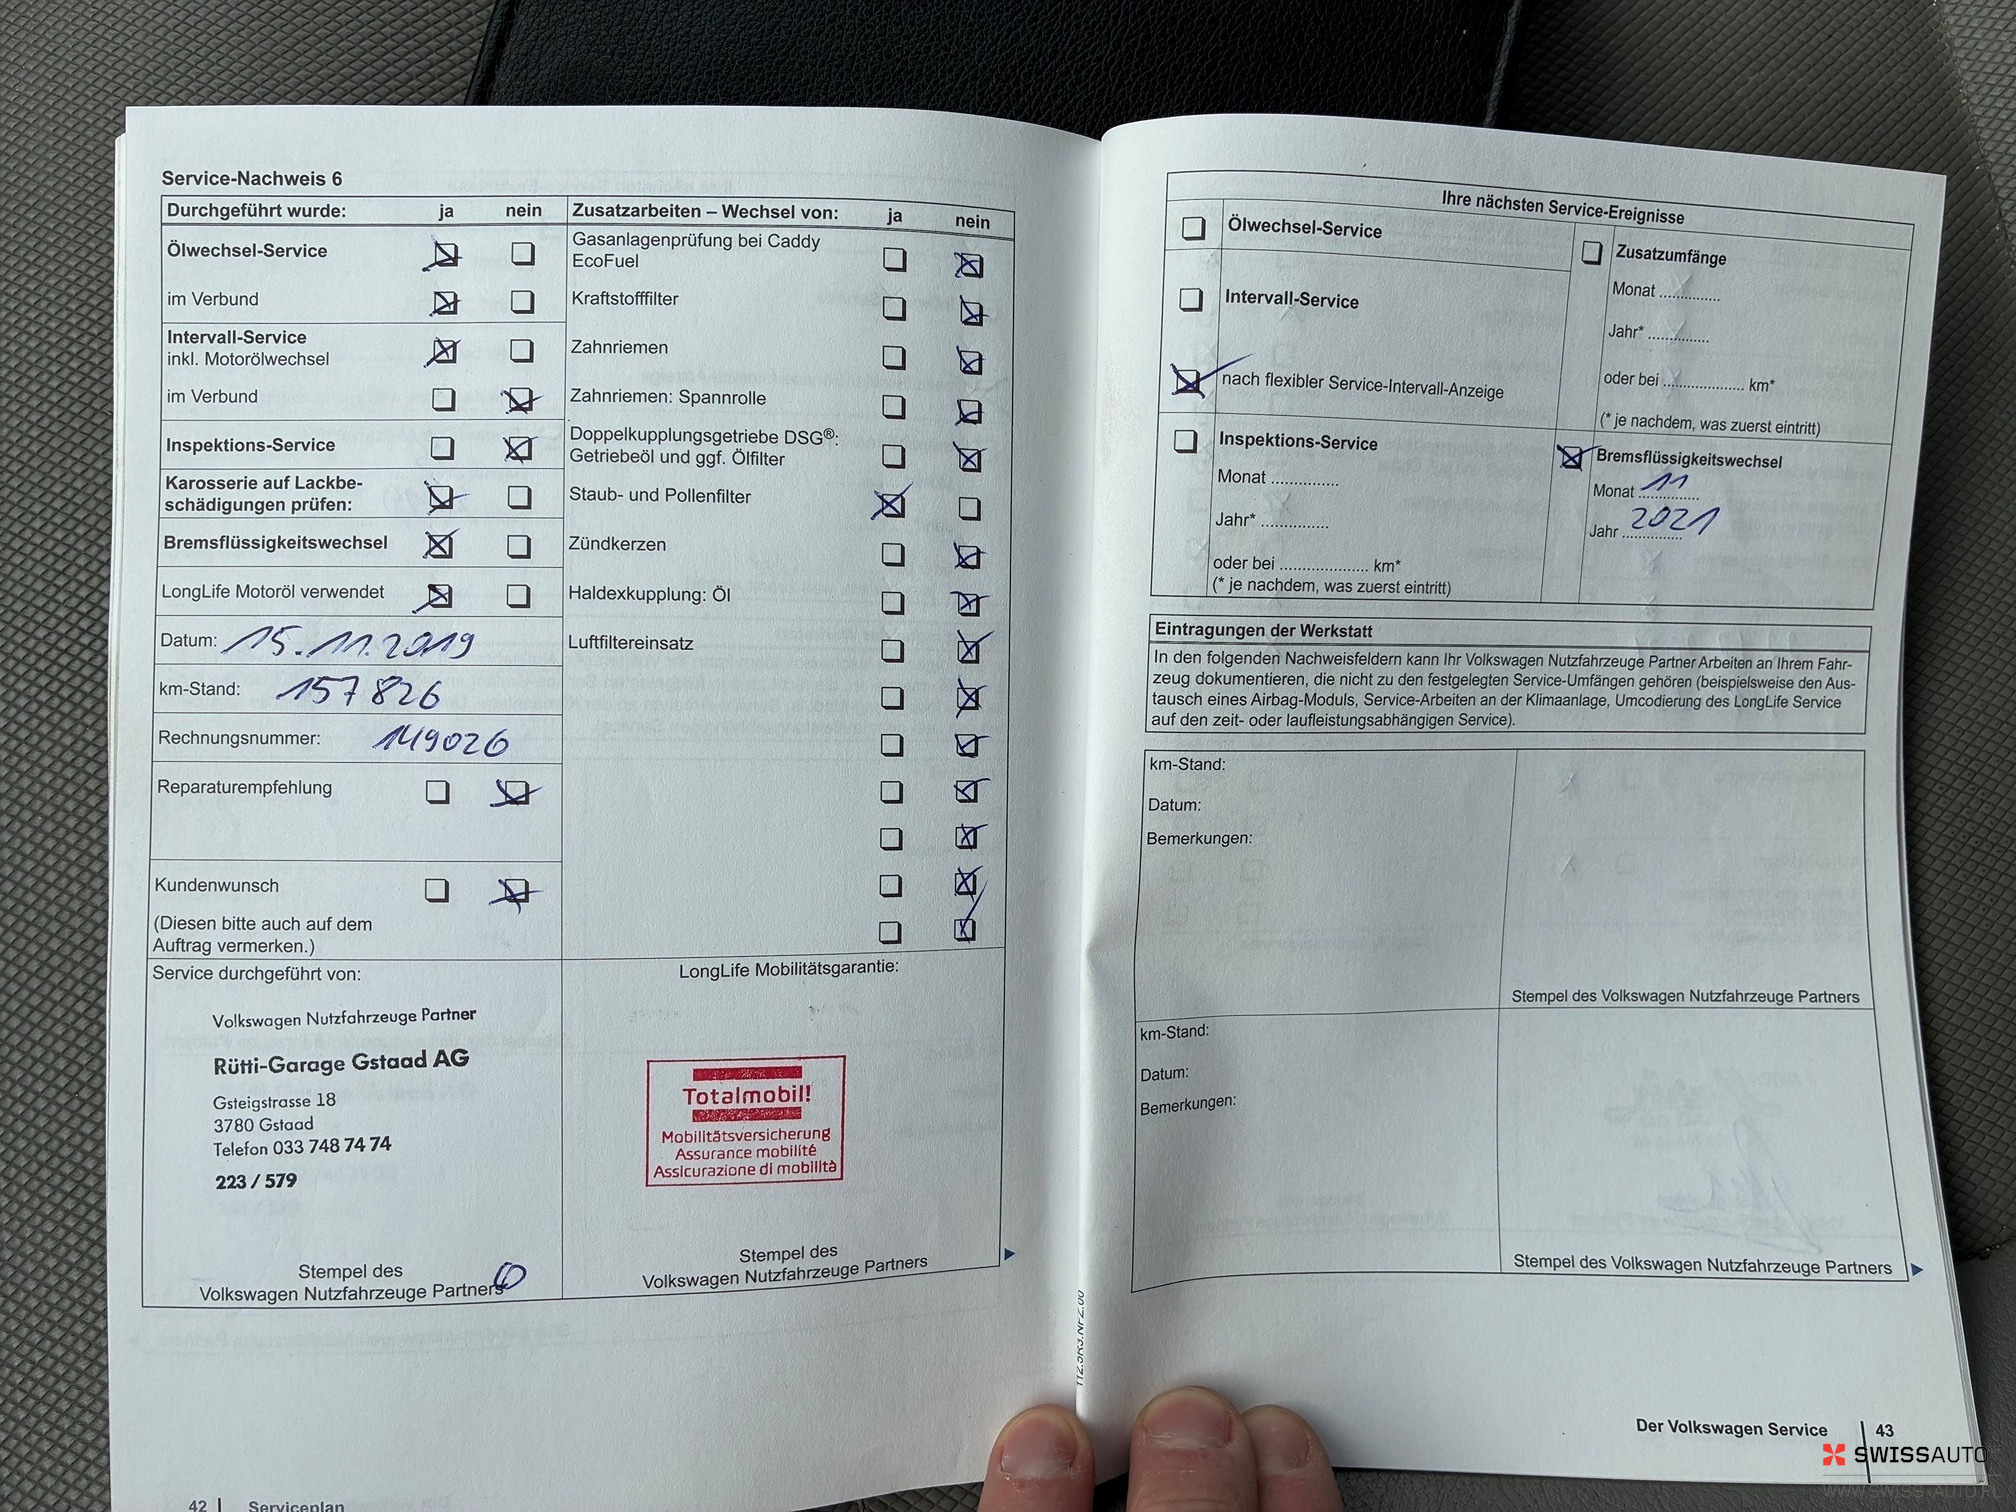 Service-Nachweis 6
Durchgeführt wurde: ja nein
Ölwechsel-Service
im Verbund
Intervall-Service
inkl. Motorölwechsel
im Verbund
Inspektions-Service
Karosserie auf Lackbe-
schädigungen prüfen:
Bremsflüssigkeitswechsel
LongLife Motoröl verwendet
Datum: 15.11.2019
km-Stand: 157826
Rechnungsnummer: 149026
Reparaturempfehlung
Kundenwunsch
(Diesen bitte auch auf dem
Auftrag vermerken.)
Zusatzarbeiten – Wechsel von: ja nein
Gasanlagenprüfung bei Caddy
EcoFuel
Kraftstofffilter
Zahnriemen
Zahnriemen: Spannrolle
Doppelkupplungsgetriebe DSG®:
Getriebeöl und ggf. Ölfilter
Staub- und Pollenfilter
Zündkerzen
Haldexkupplung: Öl
Luftfiltereinsatz
Service durchgeführt von:
Volkswagen Nutzfahrzeuge Partner
Rütti-Garage Gstaad AG
Gsteigstrasse 18
3780 Gstaad
Telefon 033 748 74 74
223 / 579
Stempel des
Volkswagen Nutzfahrzeuge Partners
LongLife Mobilitätsgarantie:
Totalmobil!
Mobilitätsversicherung
Assurance mobilité
Assicurazione di mobilità
Stempel des
Volkswagen Nutzfahrzeuge Partners
42 | Serviceplan
Ihre nächsten Service-Ereignisse
Ölwechsel-Service
Intervall-Service
nach flexibler Service-Intervall-Anzeige
Inspektions-Service
Monat ...............
Jahr* ...............
oder bei .................... km*
(* je nachdem, was zuerst eintritt)
Zusatzumfänge
Monat ..............
Jahr* ..............
oder bei .................. km*
(* je nachdem, was zuerst eintritt)
Bremsflüssigkeitswechsel
Monat 11
Jahr 2021
Eintragungen der Werkstatt
In den folgenden Nachweisfeldern kann Ihr Volkswagen Nutzfahrzeuge Partner Arbeiten an Ihrem Fahr-
zeug dokumentieren, die nicht zu den festgelegten Service-Umfängen gehören (beispielsweise den Aus-
tausch eines Airbag-Moduls, Service-Arbeiten an der Klimaanlage, Umcodierung des LongLife Service
auf den zeit- oder laufleistungsabhängigen Service).
km-Stand:
Datum:
Bemerkungen:
Stempel des Volkswagen Nutzfahrzeuge Partners
km-Stand:
Datum:
Bemerkungen:
Stempel des Volkswagen Nutzfahrzeuge Partners
Der Volkswagen Service | 43
SWISSAUTO